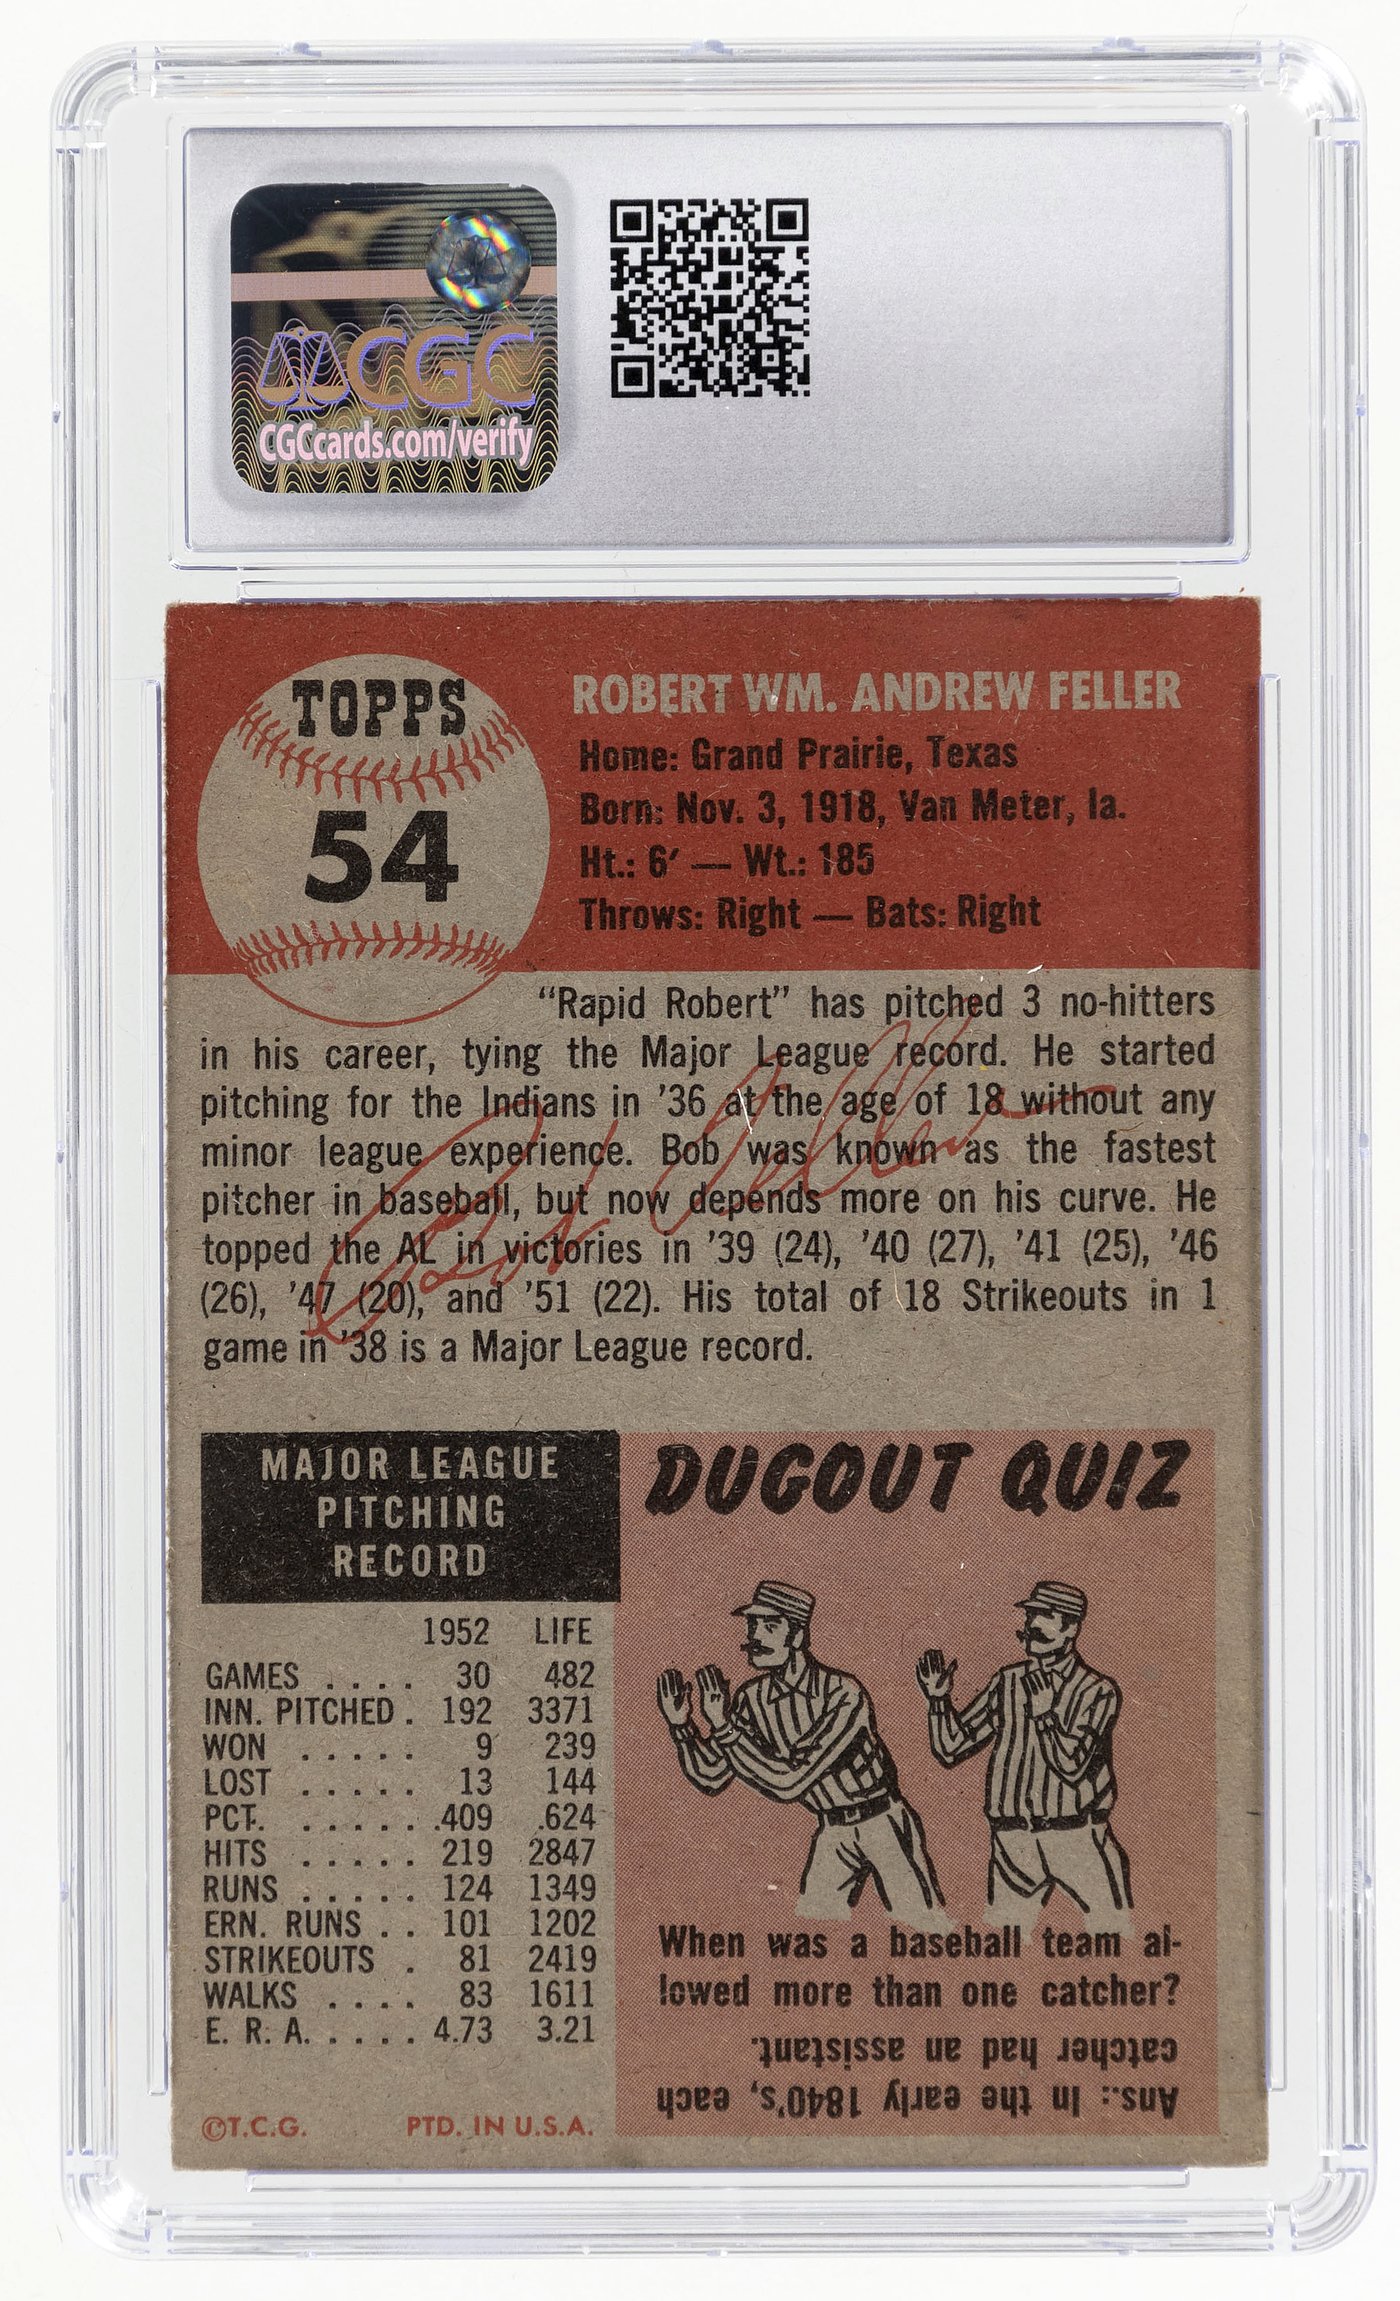 CGC
CGCcards.com/verify
TOPPS
54
ROBERT WM. ANDREW FELLER
Home: Grand Prairie, Texas
Born: Nov. 3, 1918, Van Meter, Ia.
Ht.: 6′ — Wt.: 185
Throws: Right — Bats: Right
“Rapid Robert” has pitched 3 no-hitters
in his career, tying the Major League record. He started
pitching for the Indians in ’36 at the age of 18 without any
minor league experience. Bob was known as the fastest
pitcher in baseball, but now depends more on his curve. He
topped the AL in victories in ’39 (24), ’40 (27), ’41 (25), ’46
(26), ’47 (20), and ’51 (22). His total of 18 Strikeouts in 1
game in ’38 is a Major League record.
Bob Feller
MAJOR LEAGUE
PITCHING
RECORD
1952 LIFE
GAMES . . . . 30 482
INN. PITCHED . 192 3371
WON . . . . . 9 239
LOST . . . . . 13 144
PCT. . . . . . .409 .624
HITS . . . . . 219 2847
RUNS . . . . . 124 1349
ERN. RUNS . . 101 1202
STRIKEOUTS . 81 2419
WALKS . . . . 83 1611
E. R. A. . . . . 4.73 3.21
©T.C.G. PTD. IN U.S.A.
DUGOUT QUIZ
When was a baseball team al-
lowed more than one catcher?
Ans.: In the early 1840's, each
catcher had an assistant.